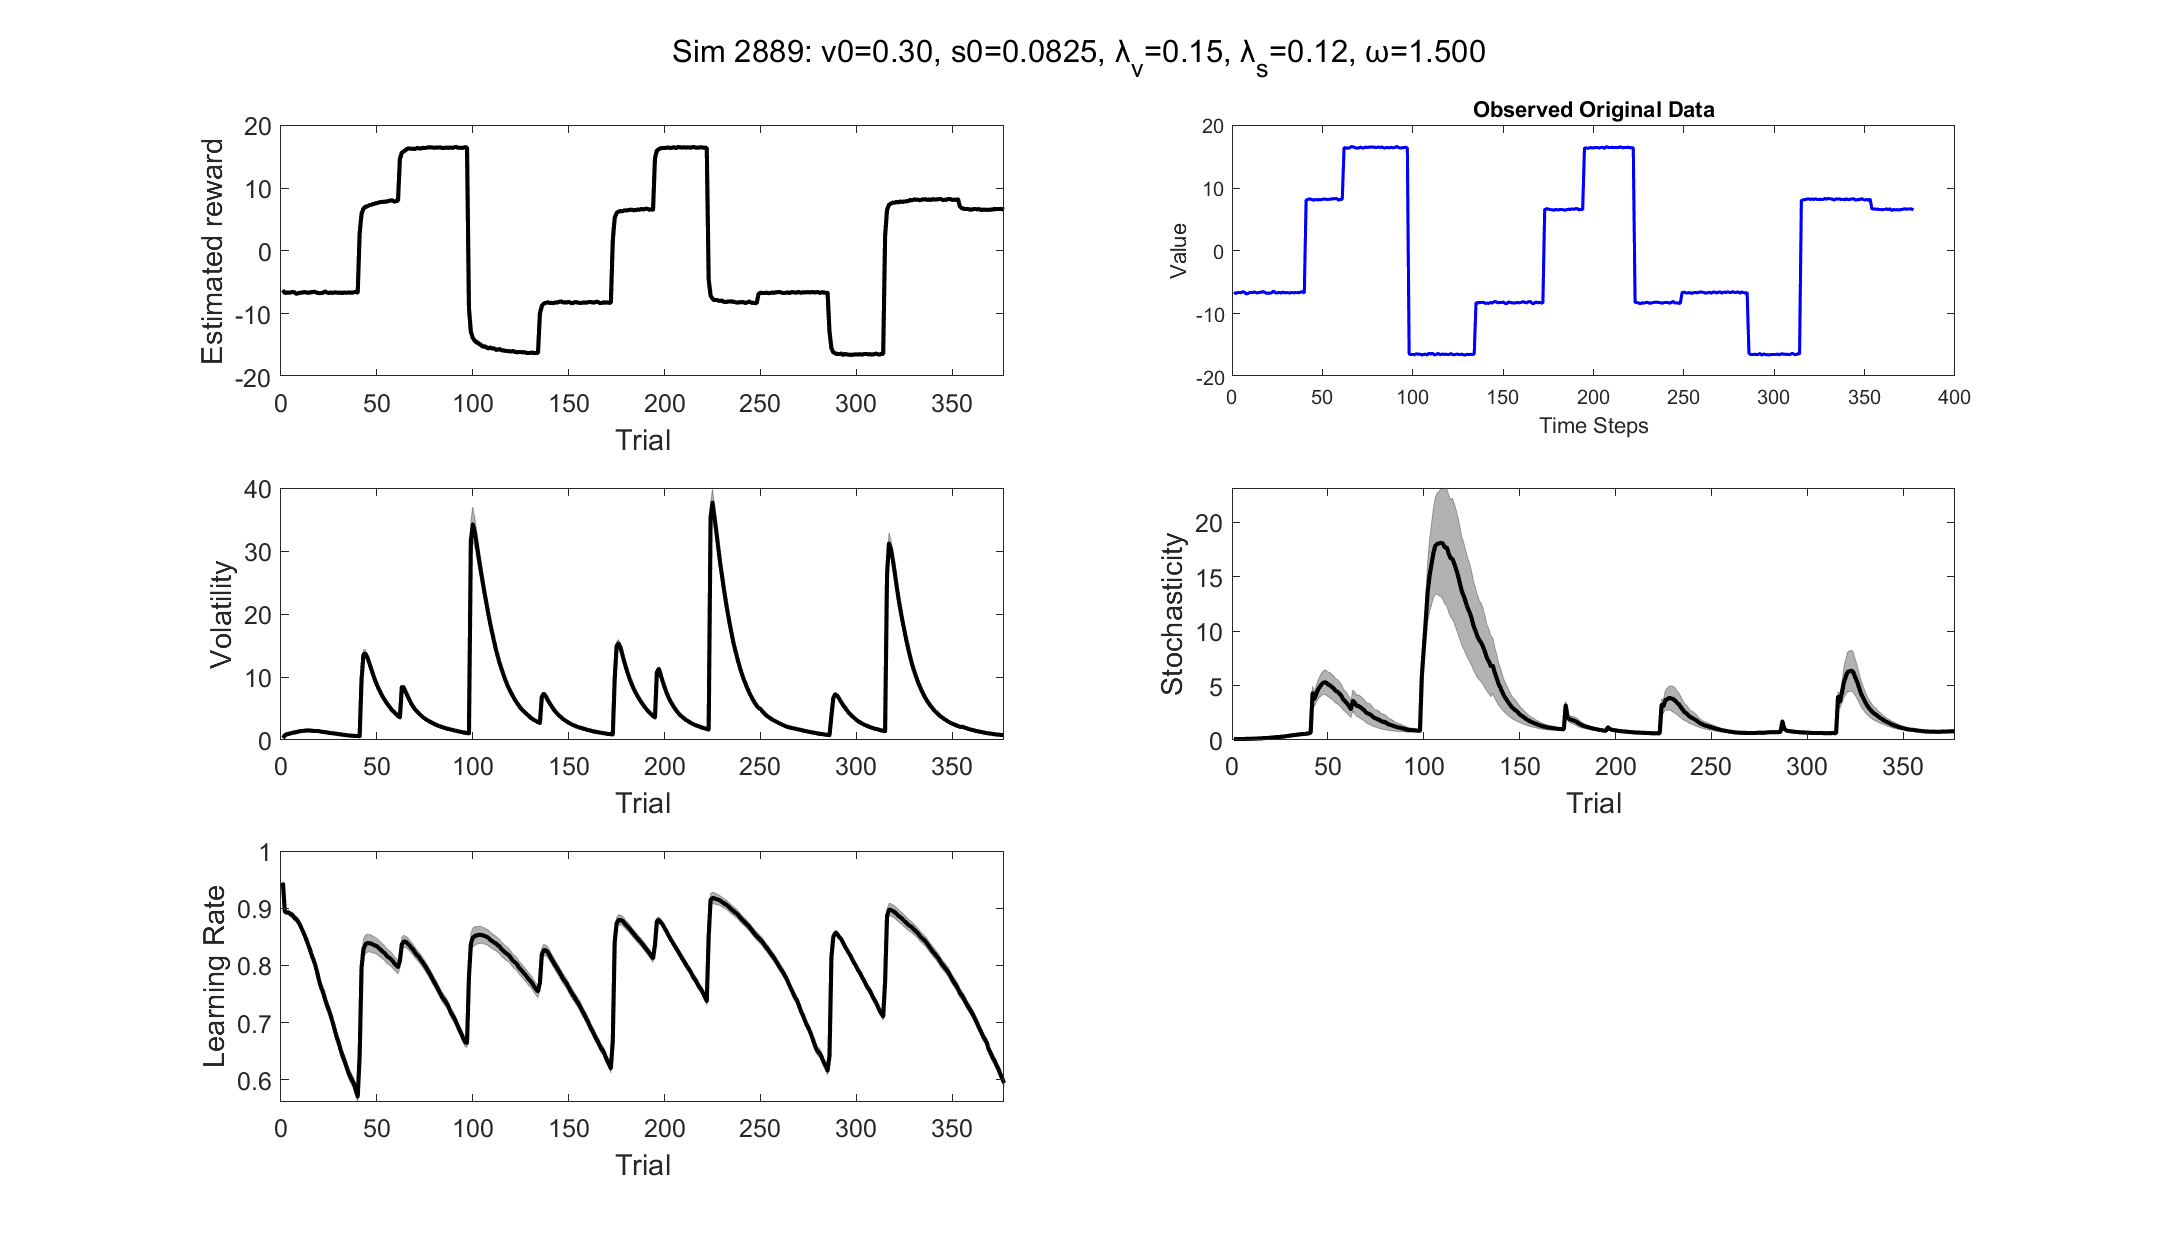 Sim 2889: v0=0.30, s0=0.0825, λ_v=0.15, λ_s=0.12, ω=1.500
20
10
0
-10
-20
Estimated reward
0 50 100 150 200 250 300 350
Trial
Observed Original Data
20
10
0
-10
-20
Value
0 50 100 150 200 250 300 350 400
Time Steps
40
30
20
10
0
Volatility
0 50 100 150 200 250 300 350
Trial
20
15
10
5
0
Stochasticity
0 50 100 150 200 250 300 350
Trial
1
0.9
0.8
0.7
0.6
Learning Rate
0 50 100 150 200 250 300 350
Trial